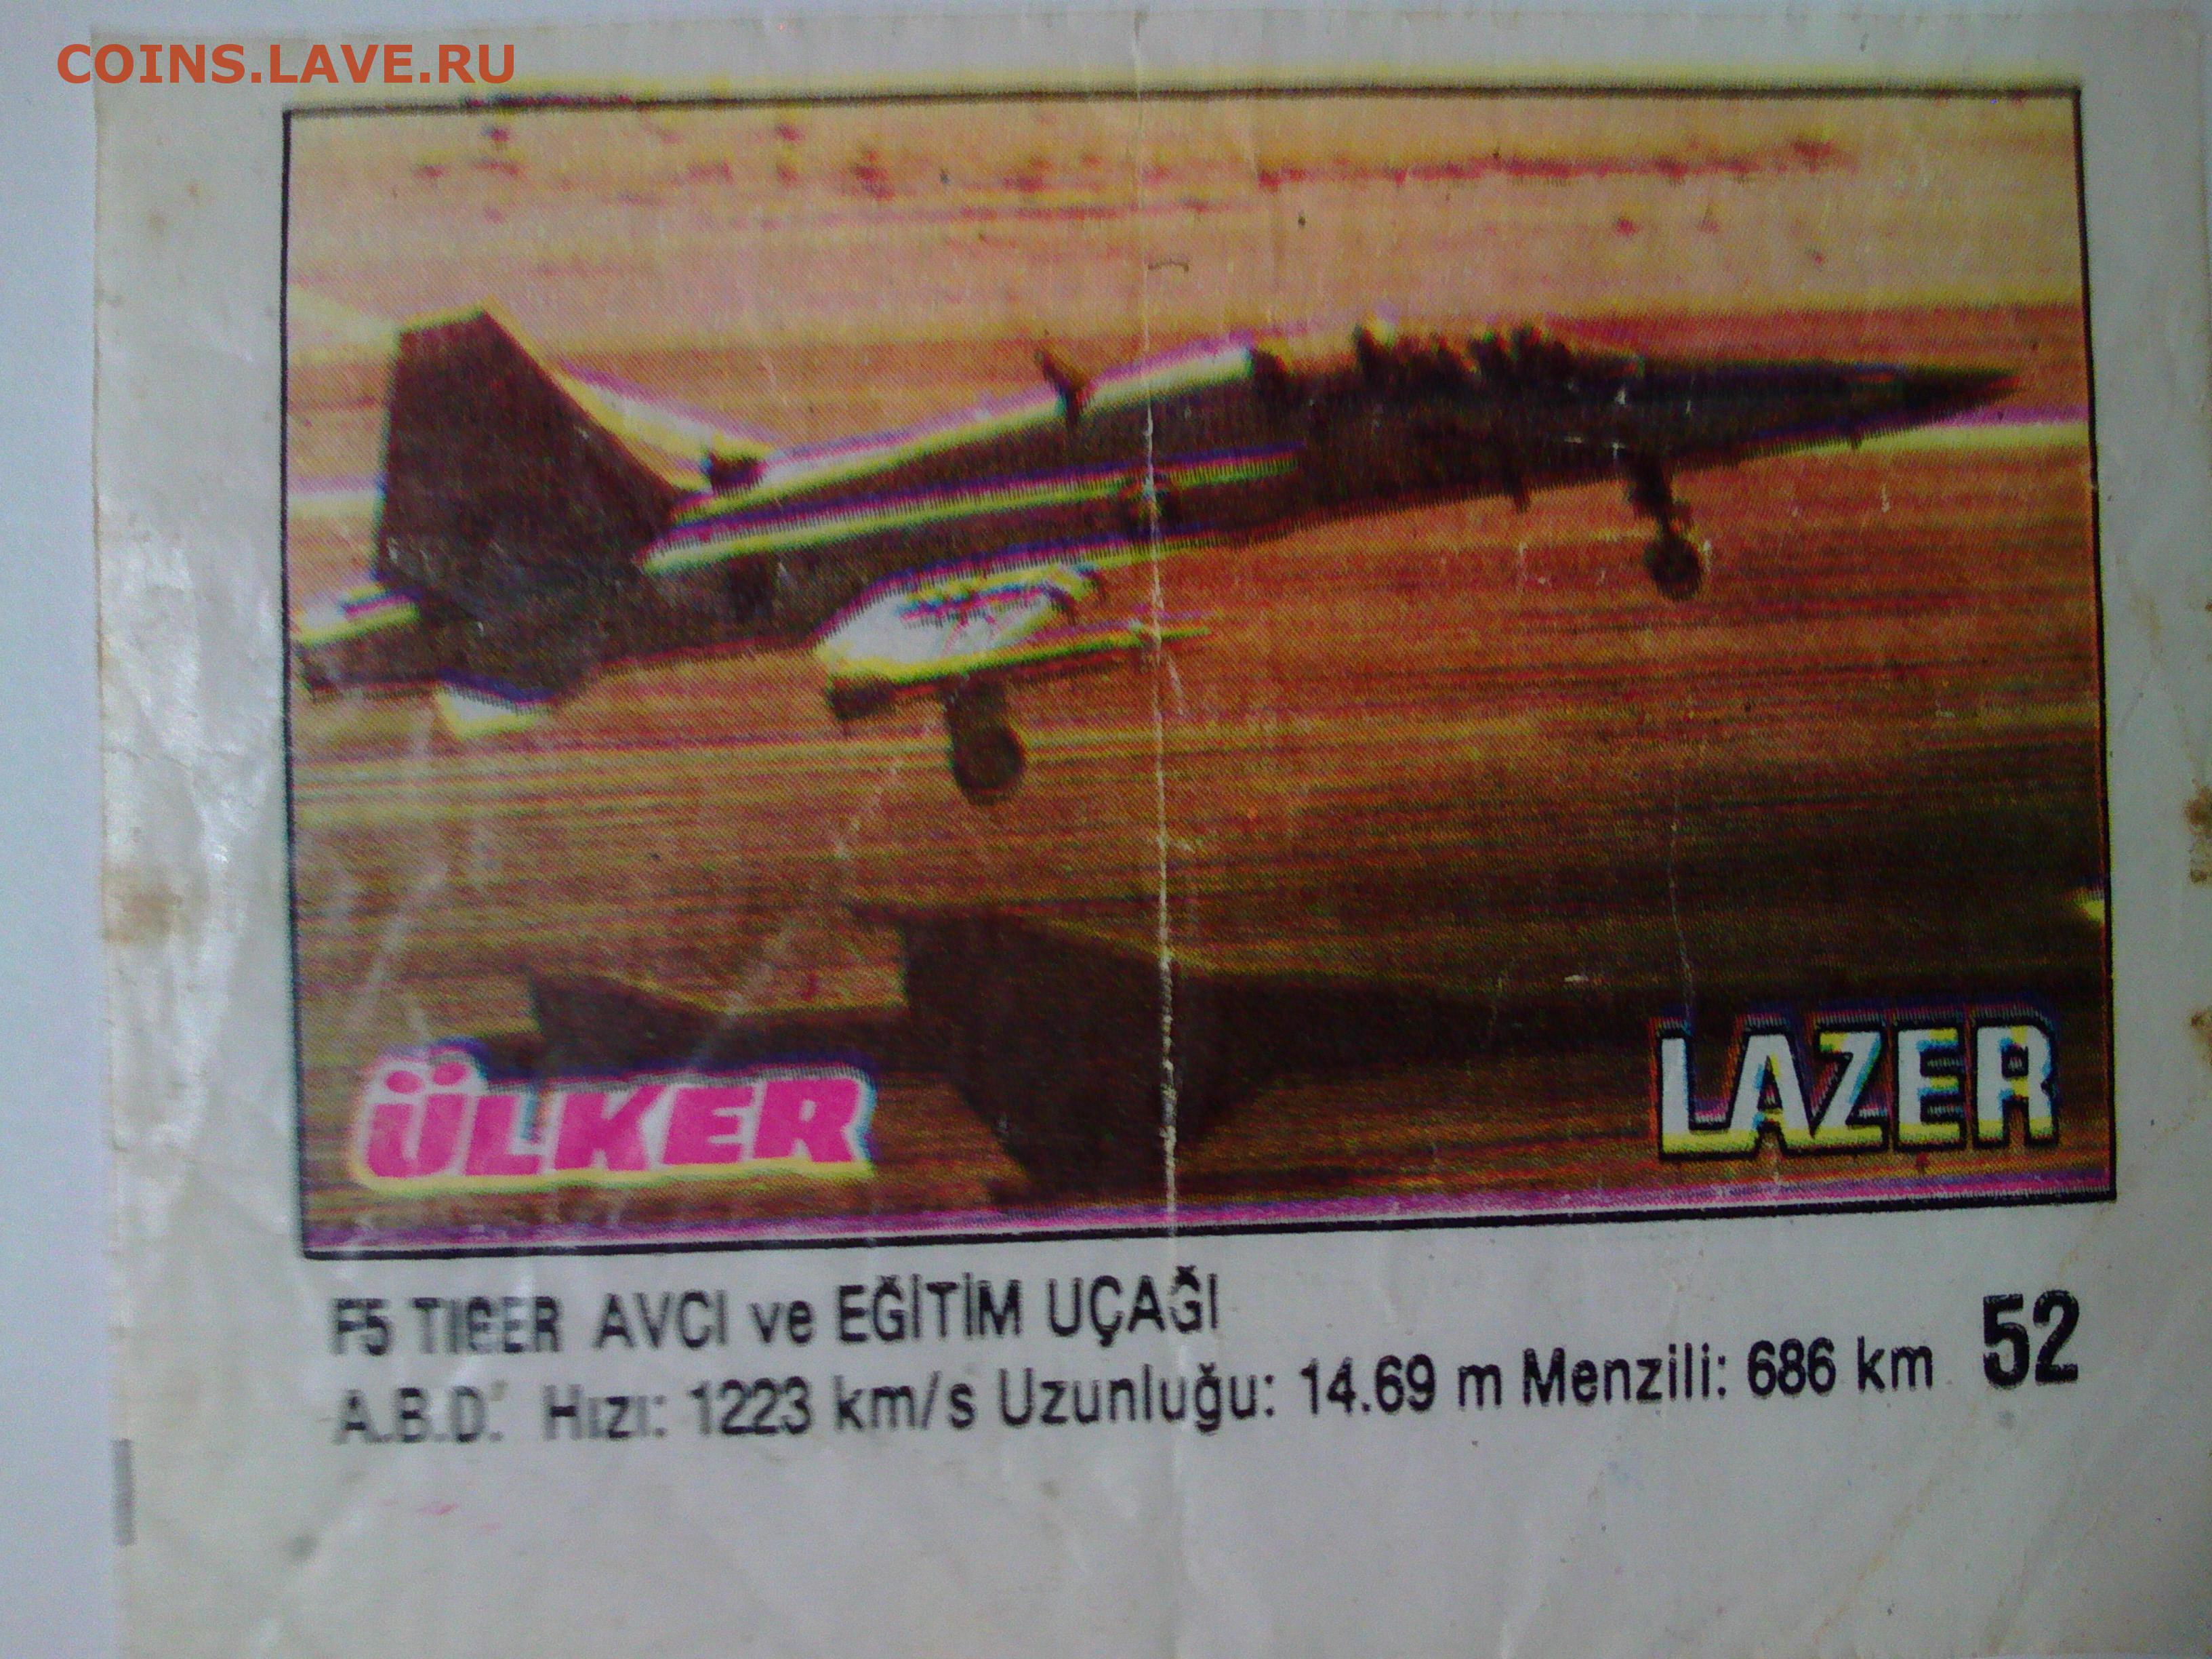 COINS.LAVE.RU
ÜLKER
LAZER
F5 TIGER AVCI ve EĞİTİM UÇAĞI
A.B.D. Hızı: 1223 km/s Uzunluğu: 14.69 m Menzili: 686 km 52